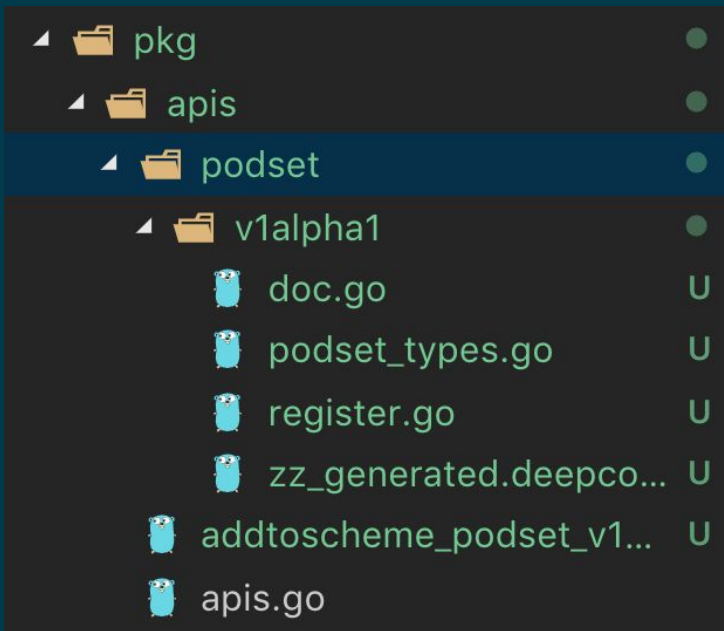 pkg
apis
podset
v1alpha1
doc.go U
podset_types.go U
register.go U
zz_generated.deepco... U
addtoscheme_podset_v1... U
apis.go